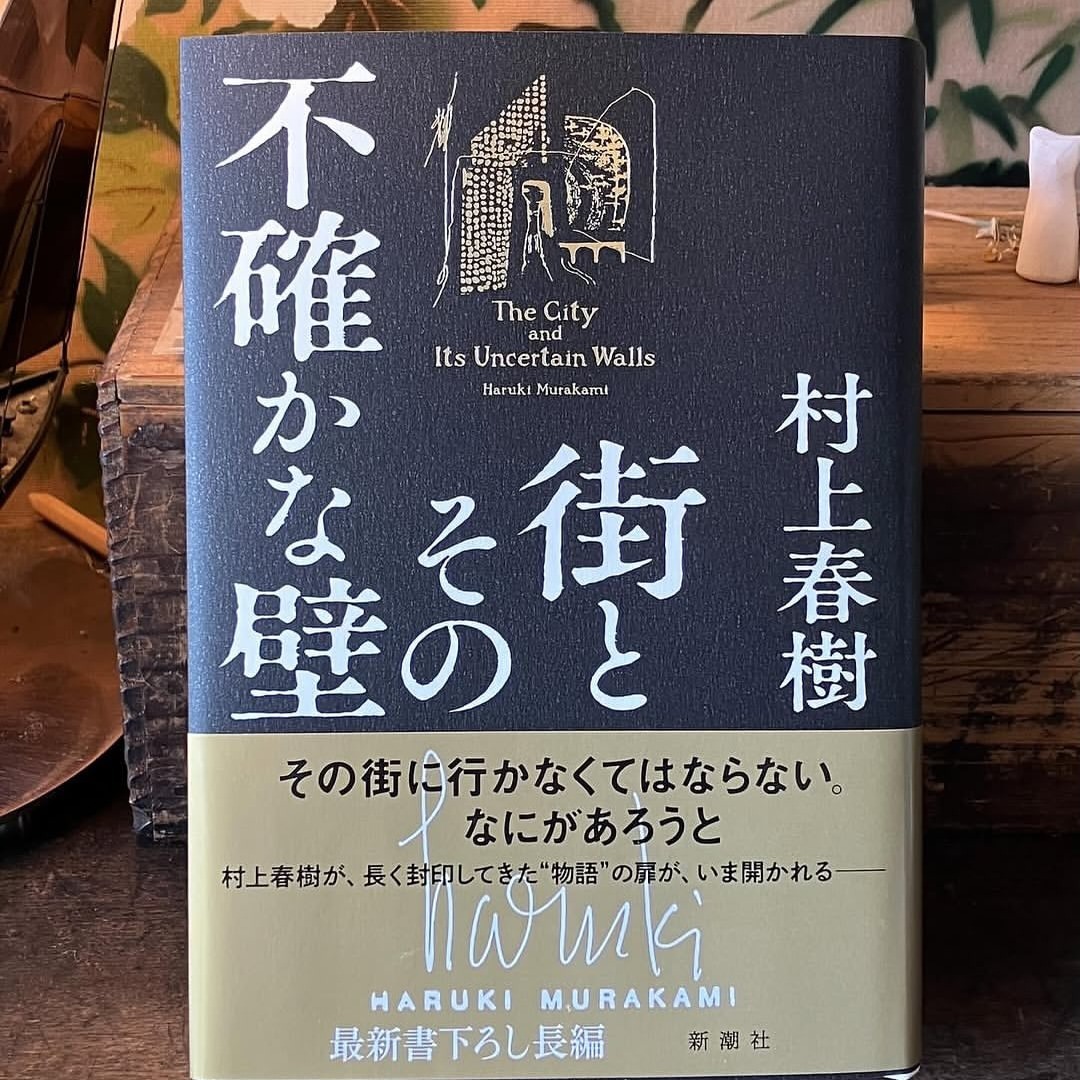 村上春樹
街と
その
不確かな壁
The City
and
Its Uncertain Walls
Haruki Murakami
その街に行かなくてはならない。
なにがあろうと
村上春樹が、長く封印してきた“物語”の扉が、いま開かれる――
haruki
HARUKI MURAKAMI
最新書下ろし長編
新潮社